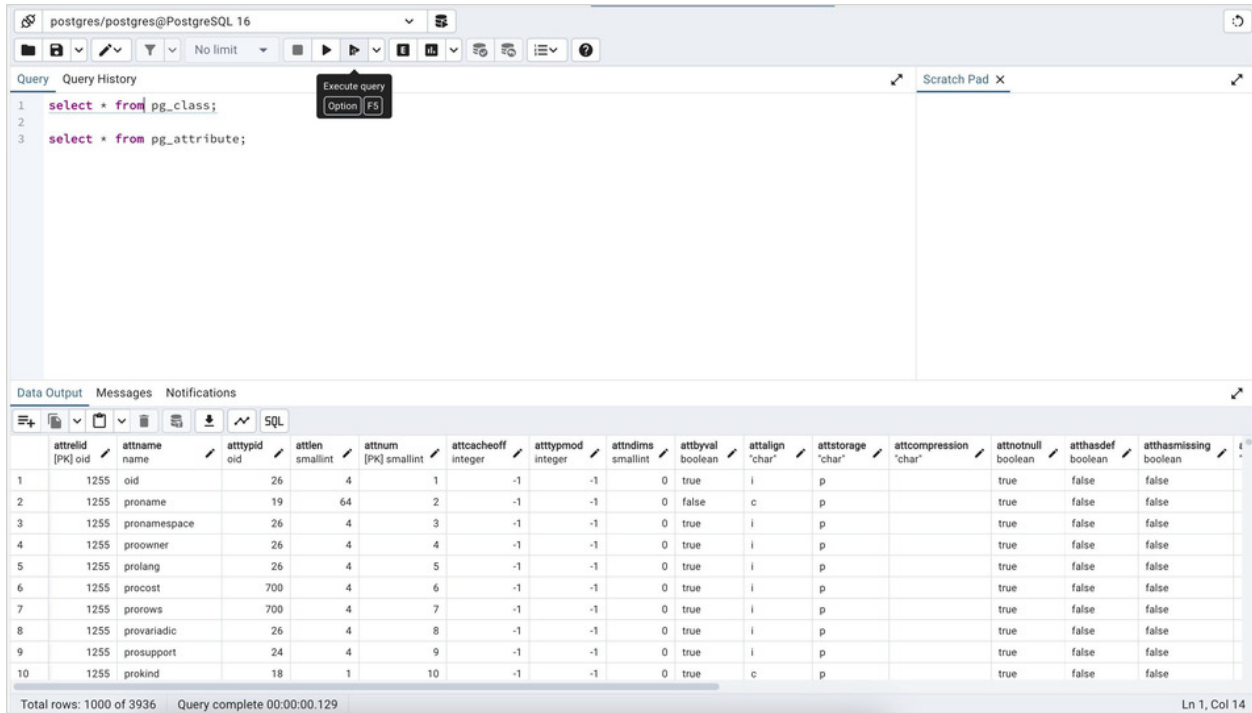 postgres/postgres@PostgreSQL 16
No limit
Query Query History
Execute query
Option F5
Scratch Pad
1 select * from pg_class;
2
3 select * from pg_attribute;
Data Output Messages Notifications
SQL
attrelid attname atttypid attlen attnum attcacheoff atttypmod attndims attbyval attalign attstorage attcompression attnotnull atthasdef atthasmissing
[PK] oid name oid smallint [PK] smallint integer integer smallint boolean "char" "char" "char" boolean boolean boolean
1 1255 oid 26 4 1 -1 -1 0 true i p true false false
2 1255 proname 19 64 2 -1 -1 0 false c p true false false
3 1255 pronamespace 26 4 3 -1 -1 0 true i p true false false
4 1255 proowner 26 4 4 -1 -1 0 true i p true false false
5 1255 prolang 26 4 5 -1 -1 0 true i p true false false
6 1255 procost 700 4 6 -1 -1 0 true i p true false false
7 1255 prorows 700 4 7 -1 -1 0 true i p true false false
8 1255 provariadic 26 4 8 -1 -1 0 true i p true false false
9 1255 prosupport 24 4 9 -1 -1 0 true i p true false false
10 1255 prokind 18 1 10 -1 -1 0 true c p true false false
Total rows: 1000 of 3936 Query complete 00:00:00.129 Ln 1, Col 14